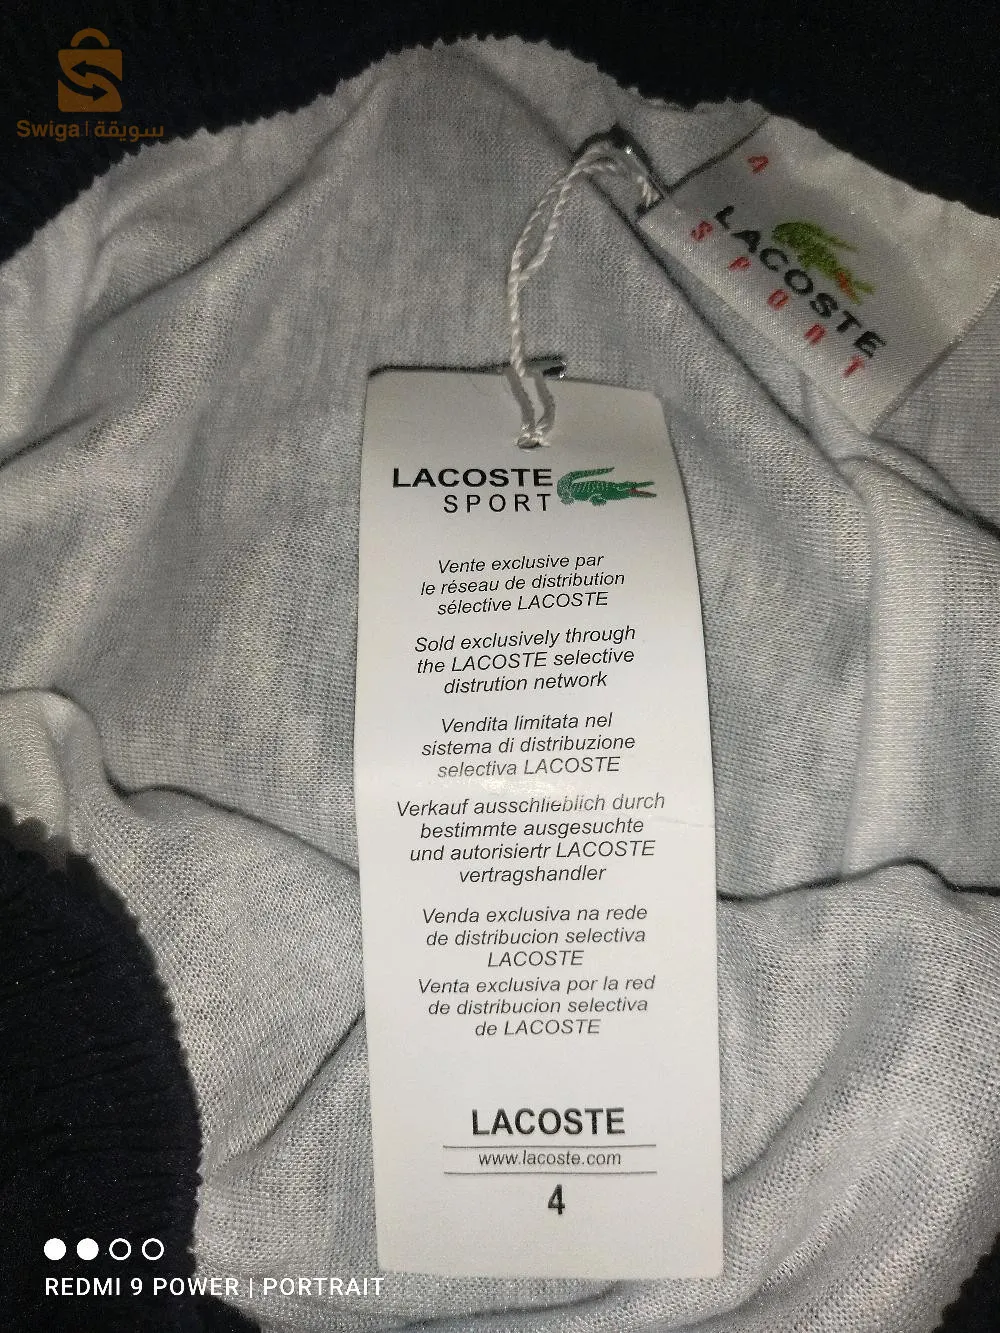 Swiga | سويقة
4
LACOSTE
SPORT
LACOSTE
SPORT
Vente exclusive par
le réseau de distribution
sélective LACOSTE
Sold exclusively through
the LACOSTE selective
distrution network
Vendita limitata nel
sistema di distribuzione
selectiva LACOSTE
Verkauf ausschlieblich durch
bestimmte ausgesuchte
und autorisiertr LACOSTE
vertragshandler
Venda exclusiva na rede
de distribucion selectiva
LACOSTE
Venta exclusiva por la red
de distribucion selectiva
de LACOSTE
LACOSTE
www.lacoste.com
4
REDMI 9 POWER | PORTRAIT